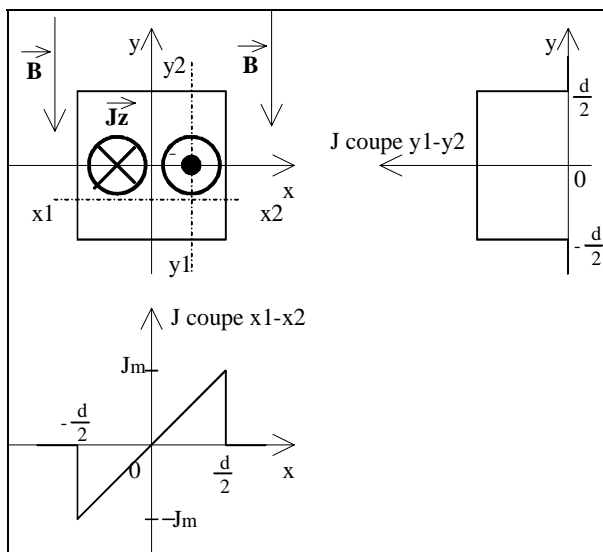 y
y
B
y2
B
d/2
Jz
J coupe y1-y2
-
x
0
x1
x2
y1
-d/2
J coupe x1-x2
Jm
-d/2
0
d/2
x
-Jm